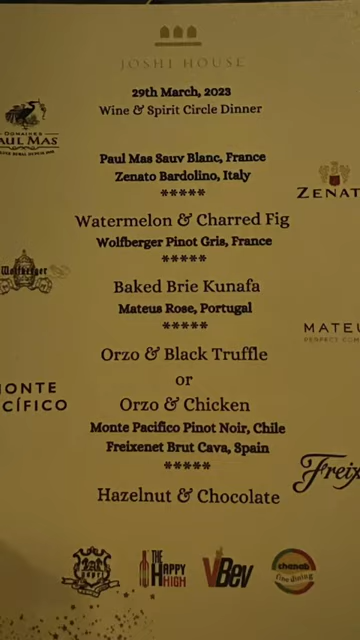 JOSHI HOUSE
29th March, 2023
Wine & Spirit Circle Dinner
DOMAINES
PAUL MAS
Paul Mas Sauv Blanc, France
Zenato Bardolino, Italy
*****
ZENAT
Watermelon & Charred Fig
Wolfberger Pinot Gris, France
*****
Wolfberger
Baked Brie Kunafa
Mateus Rose, Portugal
*****
MATEU
Orzo & Black Truffle
or
Orzo & Chicken
MONTE
CÍFICO
Monte Pacifico Pinot Noir, Chile
Freixenet Brut Cava, Spain
*****
Freix
Hazelnut & Chocolate
THE HAPPY HIGH
VBev
chenab
fine dining